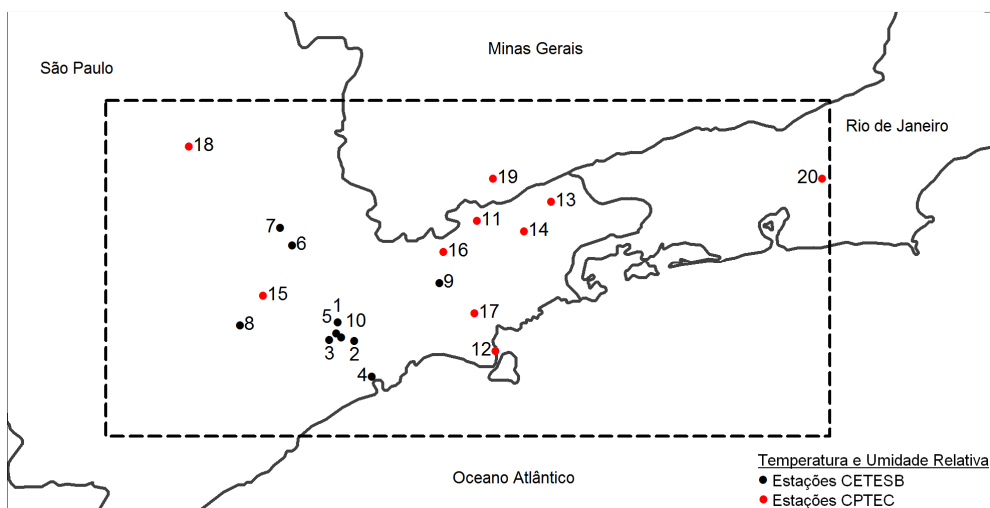 Minas Gerais
São Paulo
Rio de Janeiro
18
19
20
13
11
7
14
6
16
9
15
1
17
5
10
8
3
2
12
4
Temperatura e Umidade Relativa
Oceano Atlântico
Estações CETESB
Estações CPTEC